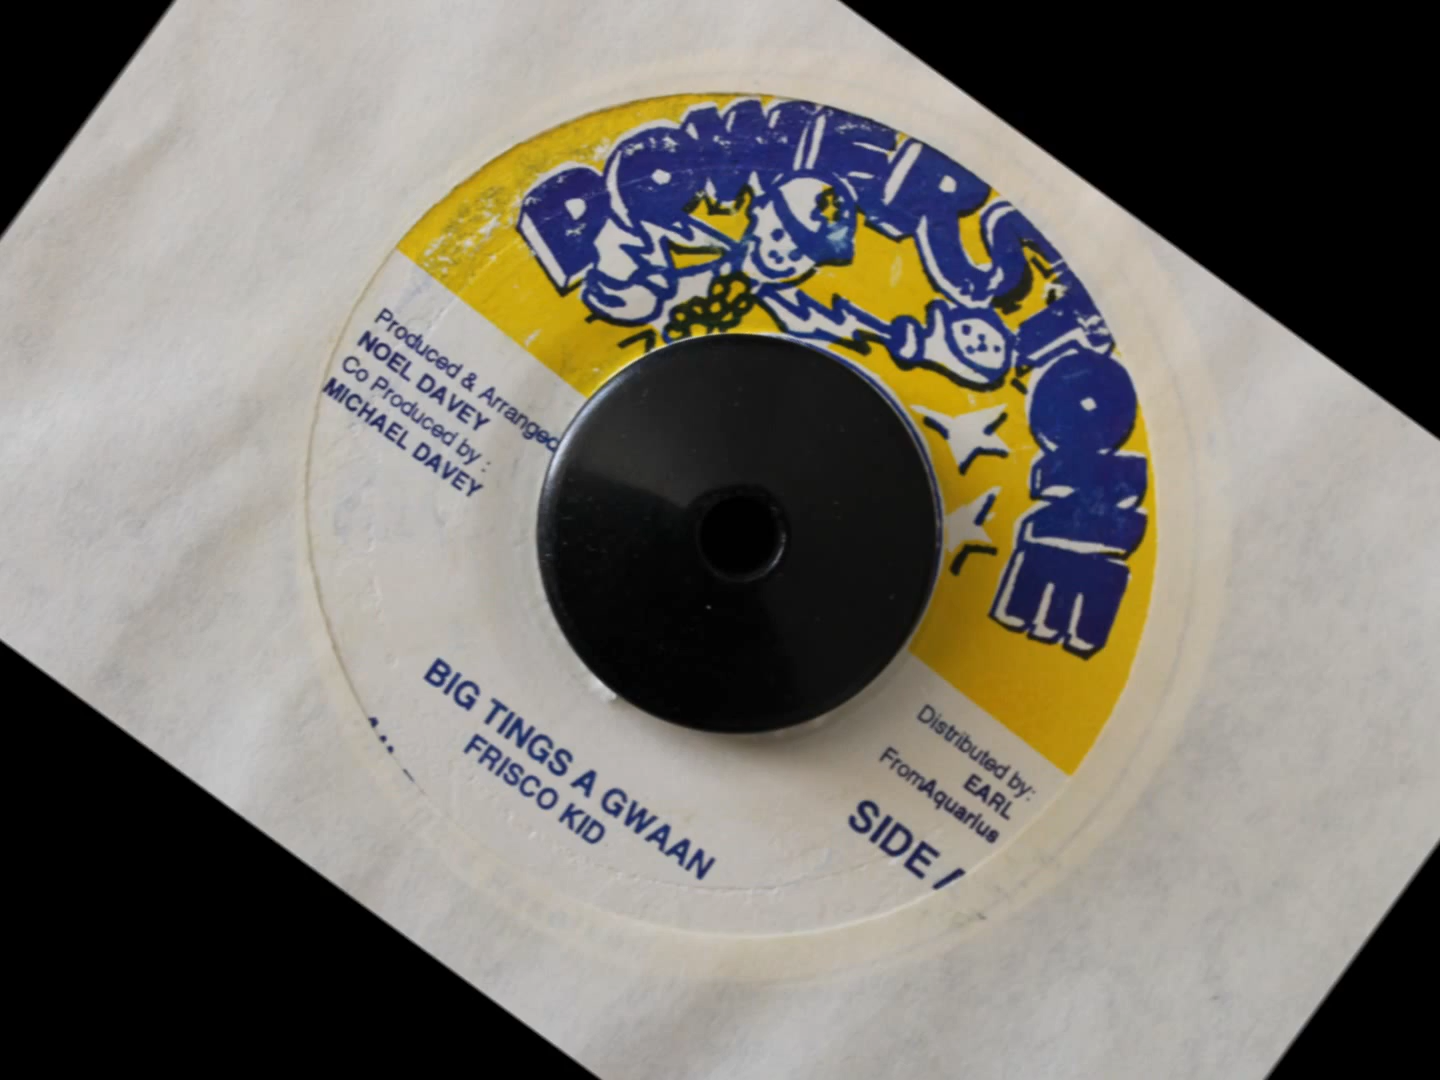 POWERSTONE
Produced & Arranged
NOEL DAVEY
Co Produced by :
MICHAEL DAVEY
Distributed by:
EARL
FromAquarius
SIDE
BIG TINGS A GWAAN
FRISCO KID